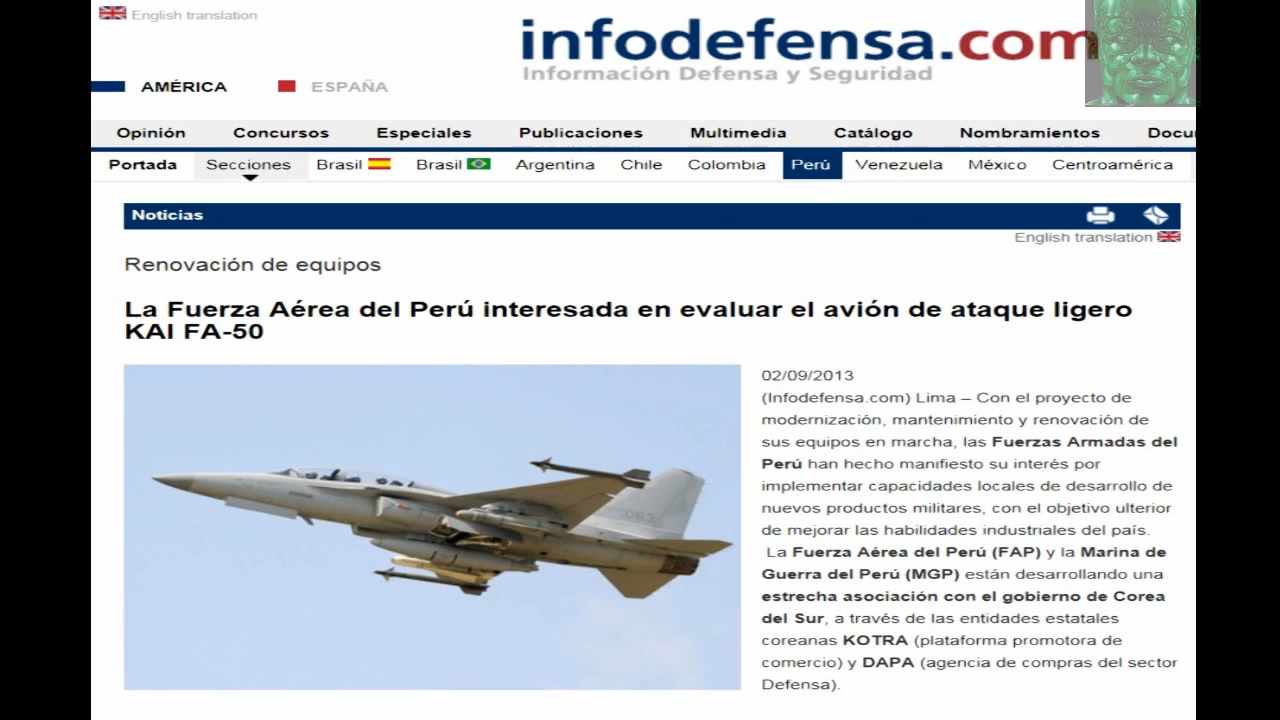 English translation
infodefensa.com
Información Defensa y Seguridad
AMÉRICA ESPAÑA
Opinión Concursos Especiales Publicaciones Multimedia Catálogo Nombramientos Docu
Portada Secciones Brasil Brasil Argentina Chile Colombia Perú Venezuela México Centroamérica
Noticias
English translation
Renovación de equipos
La Fuerza Aérea del Perú interesada en evaluar el avión de ataque ligero
KAI FA-50
02/09/2013
(Infodefensa.com) Lima – Con el proyecto de
modernización, mantenimiento y renovación de
sus equipos en marcha, las Fuerzas Armadas del
Perú han hecho manifiesto su interés por
implementar capacidades locales de desarrollo de
nuevos productos militares, con el objetivo ulterior
de mejorar las habilidades industriales del país.
La Fuerza Aérea del Perú (FAP) y la Marina de
Guerra del Perú (MGP) están desarrollando una
estrecha asociación con el gobierno de Corea
del Sur, a través de las entidades estatales
coreanas KOTRA (plataforma promotora de
comercio) y DAPA (agencia de compras del sector
Defensa).